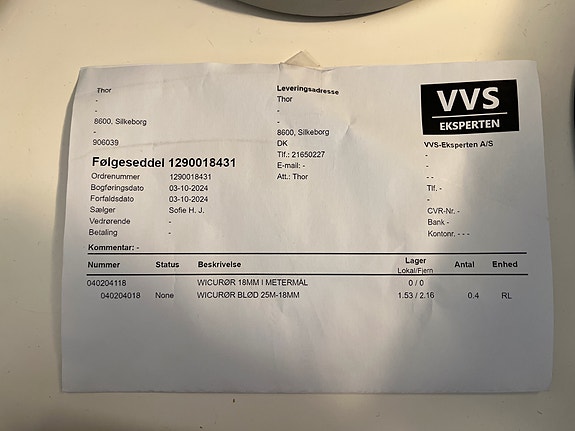 Thor
-
-
8600, Silkeborg
-
906039
Leveringsadresse
Thor
-
-
8600, Silkeborg
DK
Tlf.: 21650227
E-mail: -
Att.: Thor
VVS
EKSPERTEN
VVS-Eksperten A/S
-
-
- -
Tlf. -
-
CVR-Nr. -
Bank -
Kontonr. - - -
Følgeseddel 1290018431
Ordrenummer 1290018431
Bogføringsdato 03-10-2024
Forfaldsdato 03-10-2024
Sælger Sofie H. J.
Vedrørende -
Betaling -
Kommentar: -
Nummer Status Beskrivelse Lager Lokal/Fjern Antal Enhed
040204118 WICURØR 18MM I METERMÅL 0 / 0
040204018 None WICURØR BLØD 25M-18MM 1.53 / 2.16 0.4 RL